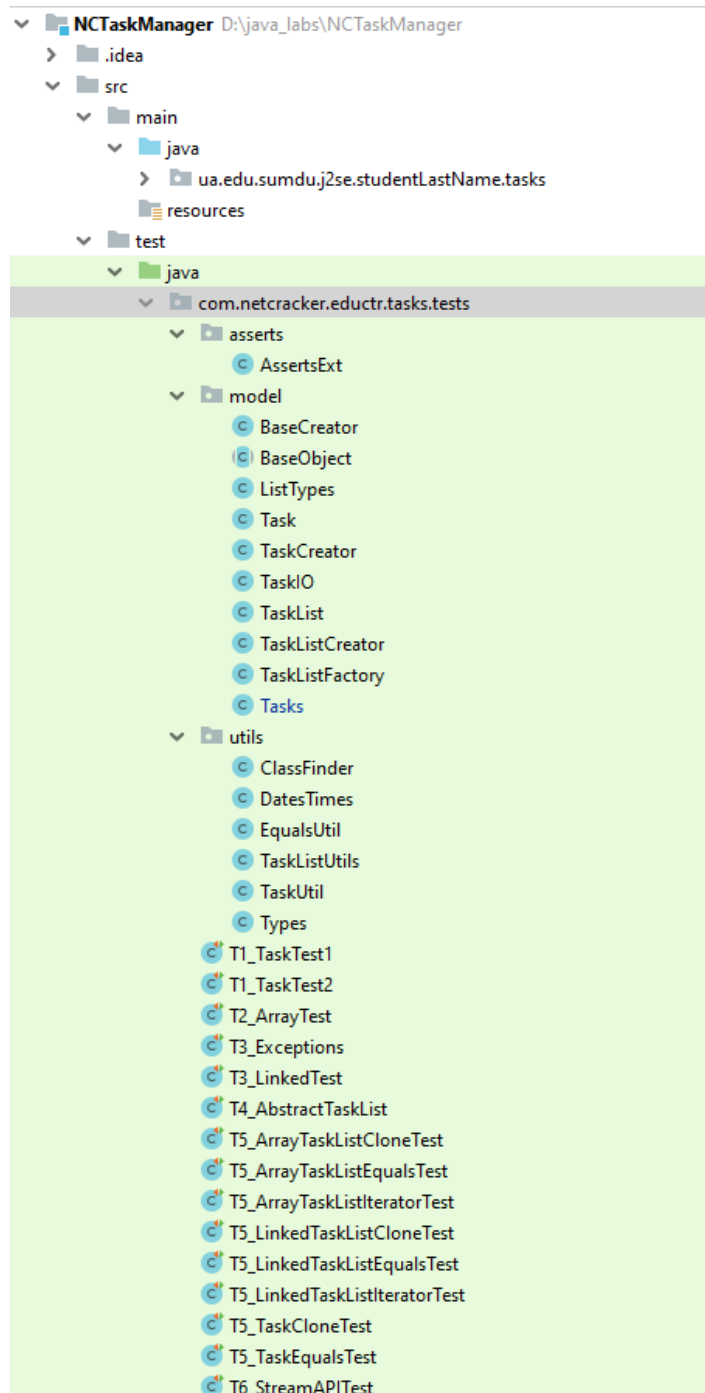 NCTaskManager D:\java_labs\NCTaskManager
.idea
src
main
java
ua.edu.sumdu.j2se.studentLastName.tasks
resources
test
java
com.netcracker.eductr.tasks.tests
asserts
C AssertsExt
model
C BaseCreator
C BaseObject
C ListTypes
C Task
C TaskCreator
C TaskIO
C TaskList
C TaskListCreator
C TaskListFactory
C Tasks
utils
C ClassFinder
C DatesTimes
C EqualsUtil
C TaskListUtils
C TaskUtil
C Types
C T1_TaskTest1
C T1_TaskTest2
C T2_ArrayTest
C T3_Exceptions
C T3_LinkedTest
C T4_AbstractTaskList
C T5_ArrayTaskListCloneTest
C T5_ArrayTaskListEqualsTest
C T5_ArrayTaskListIteratorTest
C T5_LinkedTaskListCloneTest
C T5_LinkedTaskListEqualsTest
C T5_LinkedTaskListIteratorTest
C T5_TaskCloneTest
C T5_TaskEqualsTest
C T6_StreamAPITest